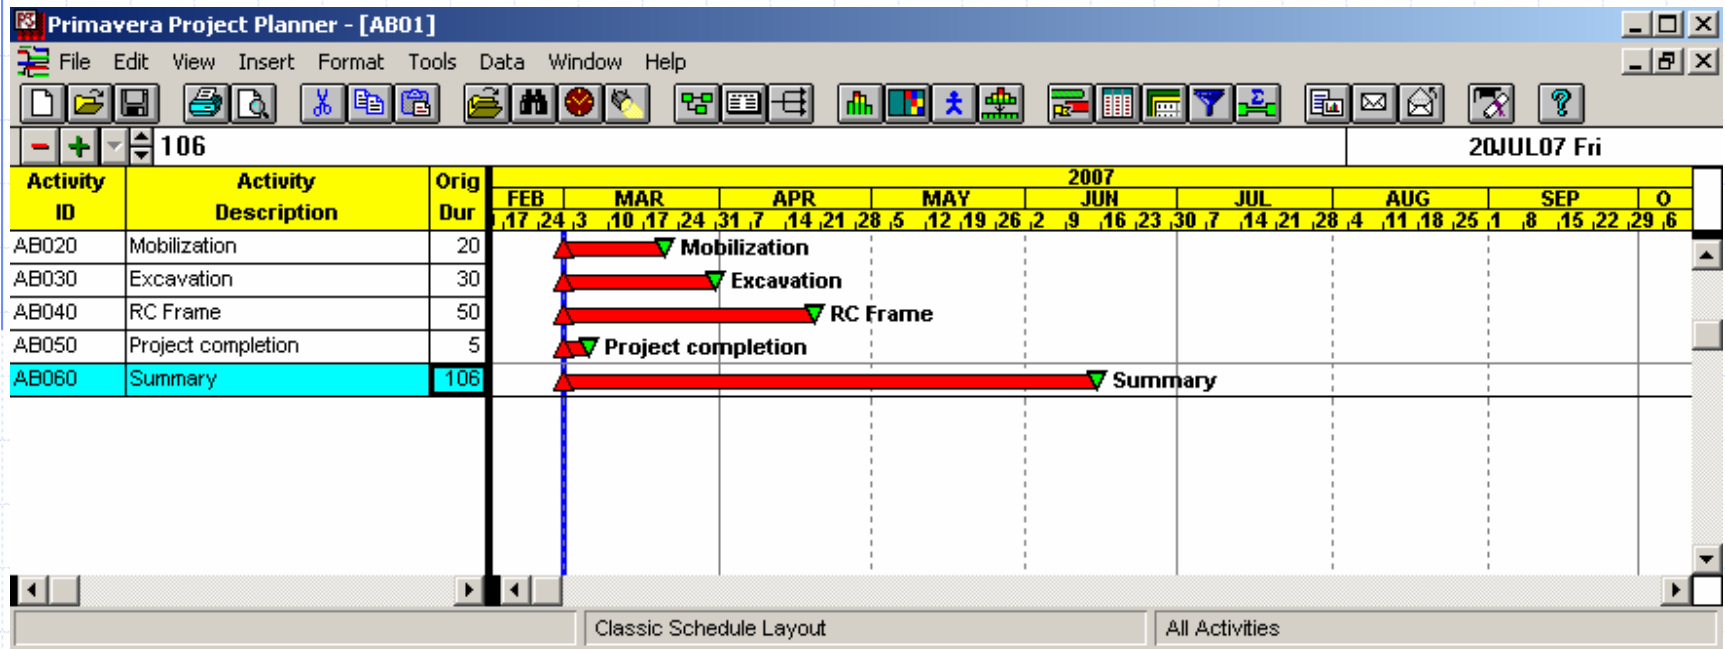 Primavera Project Planner - [AB01]
File Edit View Insert Format Tools Data Window Help
106 20JUL07 Fri
Activity ID Activity Description Orig Dur 2007
FEB MAR APR MAY JUN JUL AUG SEP O
17 24 3 10 17 24 31 7 14 21 28 5 12 19 26 2 9 16 23 30 7 14 21 28 4 11 18 25 1 8 15 22 29 6
AB020 Mobilization 20 Mobilization
AB030 Excavation 30 Excavation
AB040 RC Frame 50 RC Frame
AB050 Project completion 5 Project completion
AB060 Summary 106 Summary
Classic Schedule Layout All Activities